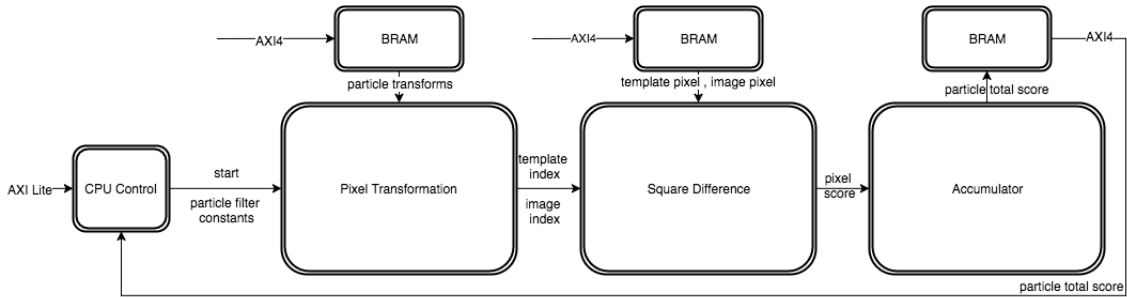 AXI4
BRAM
AXI4
BRAM
BRAM
AXI4
particle transforms
template pixel , image pixel
particle total score
AXI Lite
CPU Control
start
particle filter
constants
Pixel Transformation
template
index
image
index
Square Difference
pixel
score
Accumulator
particle total score